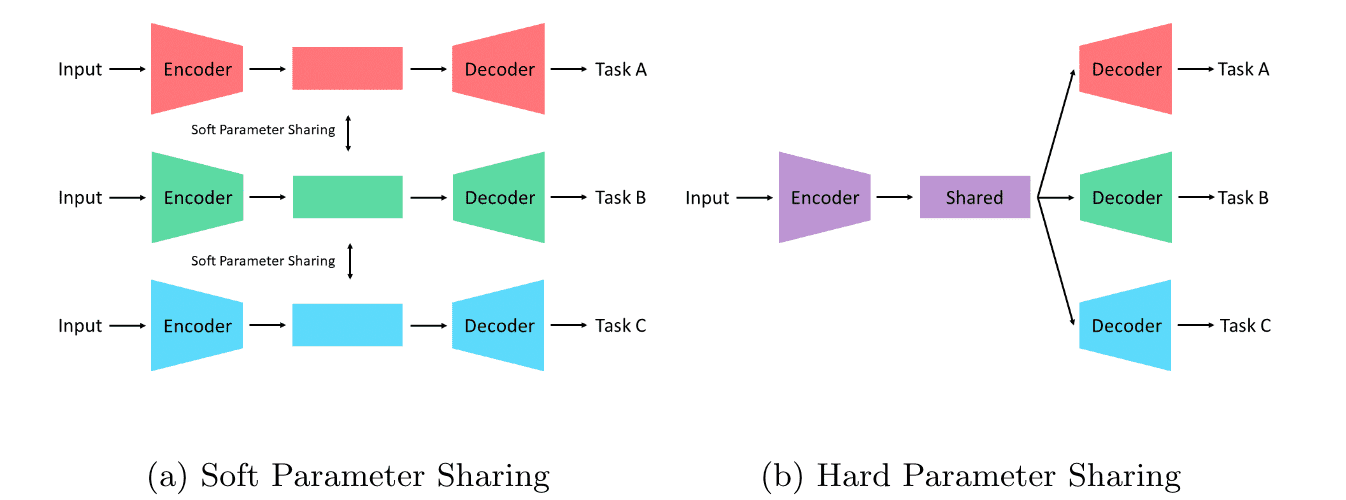 Input
Encoder
Decoder
Task A
Soft Parameter Sharing
Input
Encoder
Decoder
Task B
Soft Parameter Sharing
Input
Encoder
Decoder
Task C
(a) Soft Parameter Sharing
Input
Encoder
Shared
Decoder
Task A
Decoder
Task B
Decoder
Task C
(b) Hard Parameter Sharing